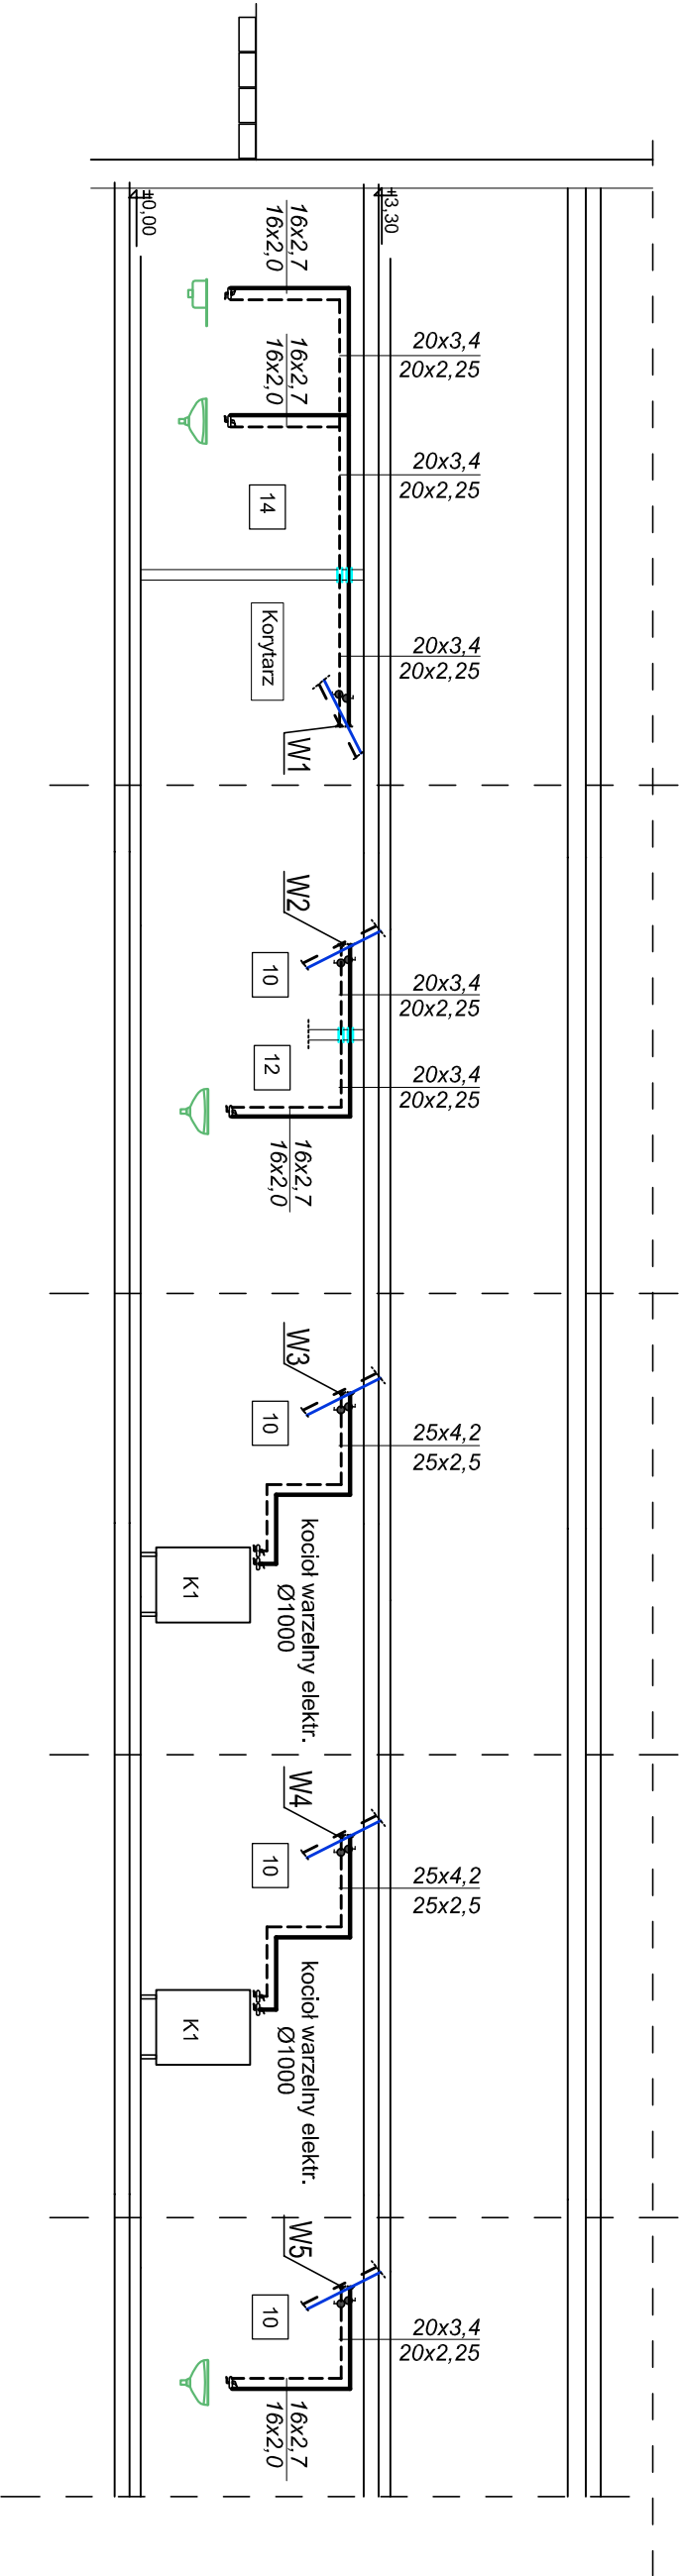 ±0,00
±3,30
16x2,7
16x2,0
20x3,4
20x2,25
16x2,7
16x2,0
20x3,4
20x2,25
14
Korytarz
20x3,4
20x2,25
W1
W2
10
20x3,4
20x2,25
12
20x3,4
20x2,25
16x2,7
16x2,0
W3
10
25x4,2
25x2,5
kocioł warzelny elektr.
Ø1000
K1
W4
10
25x4,2
25x2,5
kocioł warzelny elektr.
Ø1000
K1
W5
10
20x3,4
20x2,25
16x2,7
16x2,0